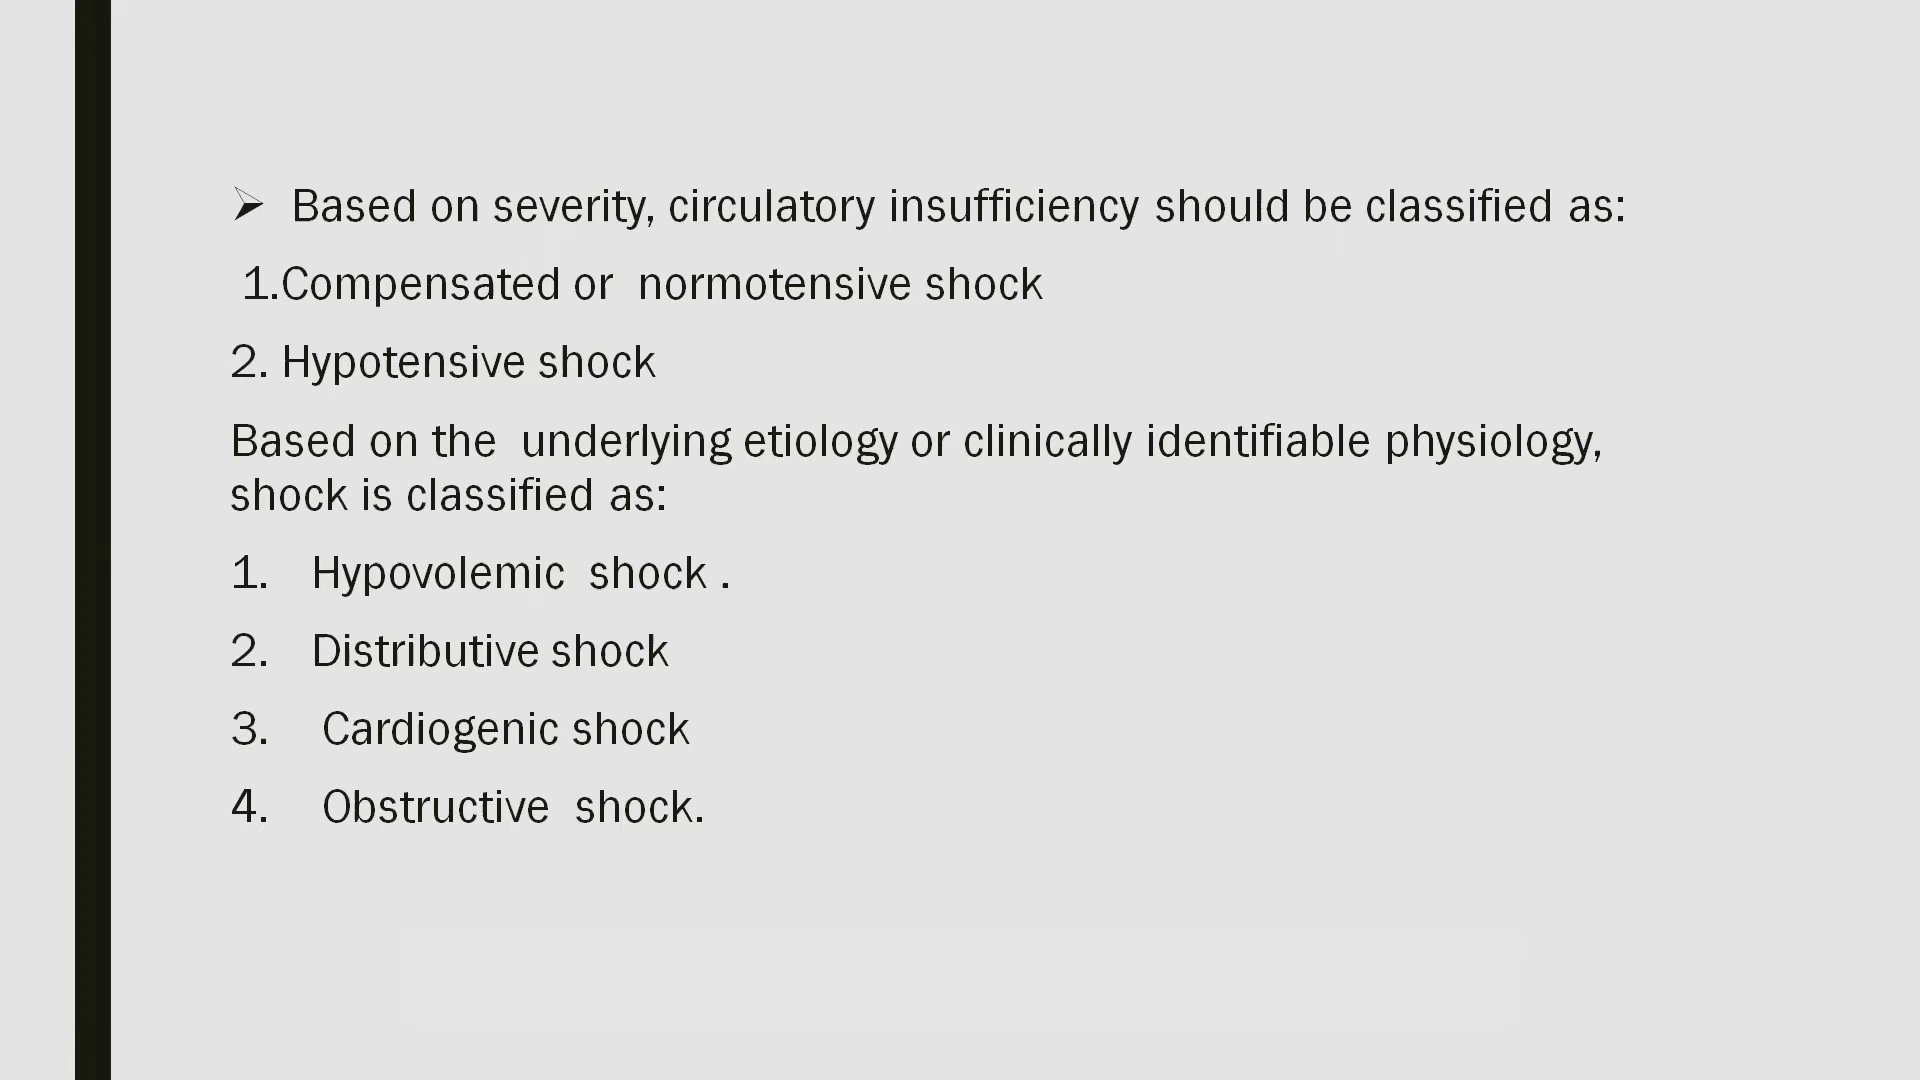 ➢ Based on severity, circulatory insufficiency should be classified as:
1.Compensated or normotensive shock
2. Hypotensive shock
Based on the underlying etiology or clinically identifiable physiology,
shock is classified as:
1. Hypovolemic shock .
2. Distributive shock
3. Cardiogenic shock
4. Obstructive shock.